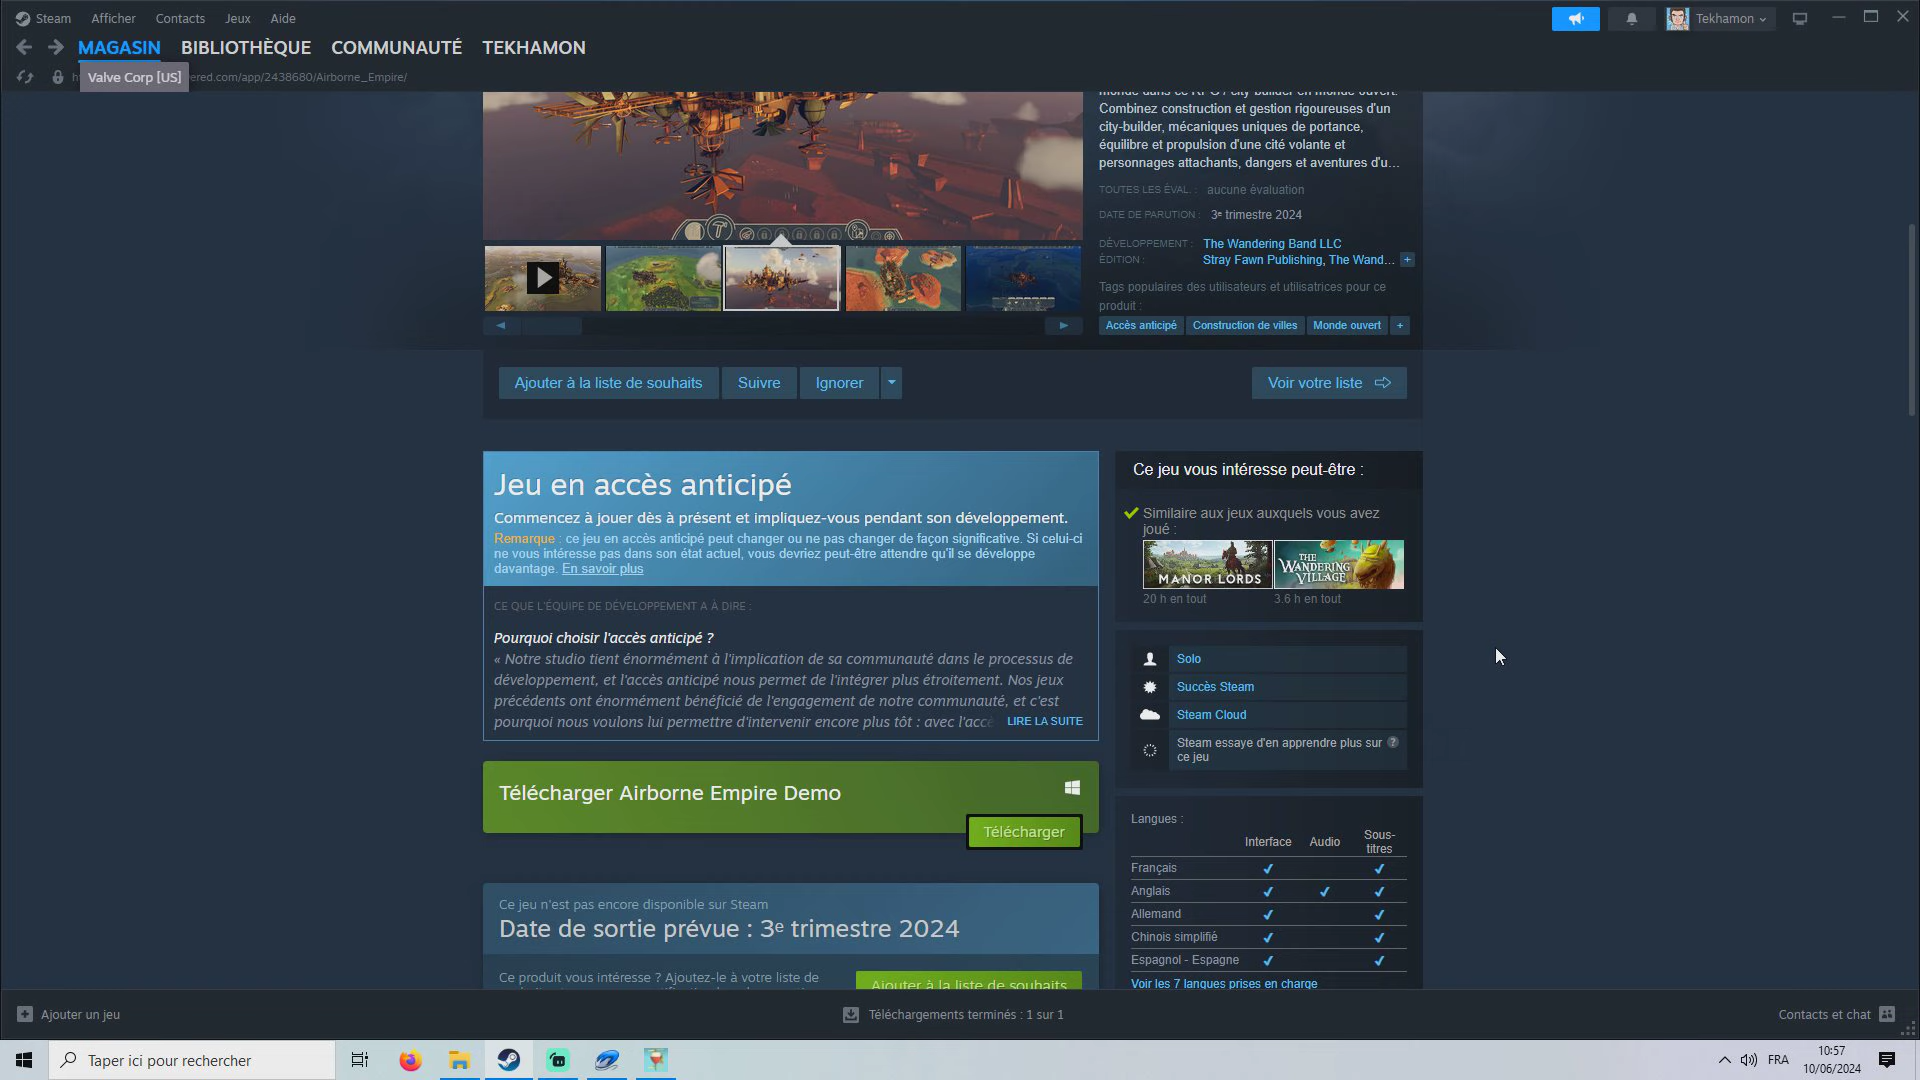 Steam Afficher Contacts Jeux Aide
Tekhamon
MAGASIN BIBLIOTHÈQUE COMMUNAUTÉ TEKHAMON
Valve Corp [US] ered.com/app/2438680/Airborne_Empire/
monde dans ce RPG / city-builder en monde ouvert.
Combinez construction et gestion rigoureuses d'un
city-builder, mécaniques uniques de portance,
équilibre et propulsion d'une cité volante et
personnages attachants, dangers et aventures d'u...
TOUTES LES ÉVAL. : aucune évaluation
DATE DE PARUTION : 3ᵉ trimestre 2024
DÉVELOPPEMENT : The Wandering Band LLC
ÉDITION : Stray Fawn Publishing, The Wand... +
Tags populaires des utilisateurs et utilisatrices pour ce
produit :
Accès anticipé Construction de villes Monde ouvert +
Ajouter à la liste de souhaits Suivre Ignorer Voir votre liste
Jeu en accès anticipé
Commencez à jouer dès à présent et impliquez-vous pendant son développement.
Remarque : ce jeu en accès anticipé peut changer ou ne pas changer de façon significative. Si celui-ci
ne vous intéresse pas dans son état actuel, vous devriez peut-être attendre qu'il se développe
davantage. En savoir plus
CE QUE L'ÉQUIPE DE DÉVELOPPEMENT A À DIRE :
Pourquoi choisir l'accès anticipé ?
« Notre studio tient énormément à l'implication de sa communauté dans le processus de
développement, et l'accès anticipé nous permet de l'intégrer plus étroitement. Nos jeux
précédents ont énormément bénéficié de l'engagement de notre communauté, et c'est
pourquoi nous voulons lui permettre d'intervenir encore plus tôt : avec l'accè LIRE LA SUITE
Télécharger Airborne Empire Demo
Télécharger
Ce jeu n'est pas encore disponible sur Steam
Date de sortie prévue : 3ᵉ trimestre 2024
Ce produit vous intéresse ? Ajoutez-le à votre liste de
Ajouter à la liste de souhaits
Ce jeu vous intéresse peut-être :
Similaire aux jeux auxquels vous avez
joué :
MANOR LORDS
THE WANDERING VILLAGE
20 h en tout 3.6 h en tout
Solo
Succès Steam
Steam Cloud
Steam essaye d'en apprendre plus sur ?
ce jeu
Langues :
Interface Audio Sous-
titres
Français
Anglais
Allemand
Chinois simplifié
Espagnol - Espagne
Voir les 7 langues prises en charge
Ajouter un jeu Téléchargements terminés : 1 sur 1 Contacts et chat
Taper ici pour rechercher
FRA
10:57
10/06/2024